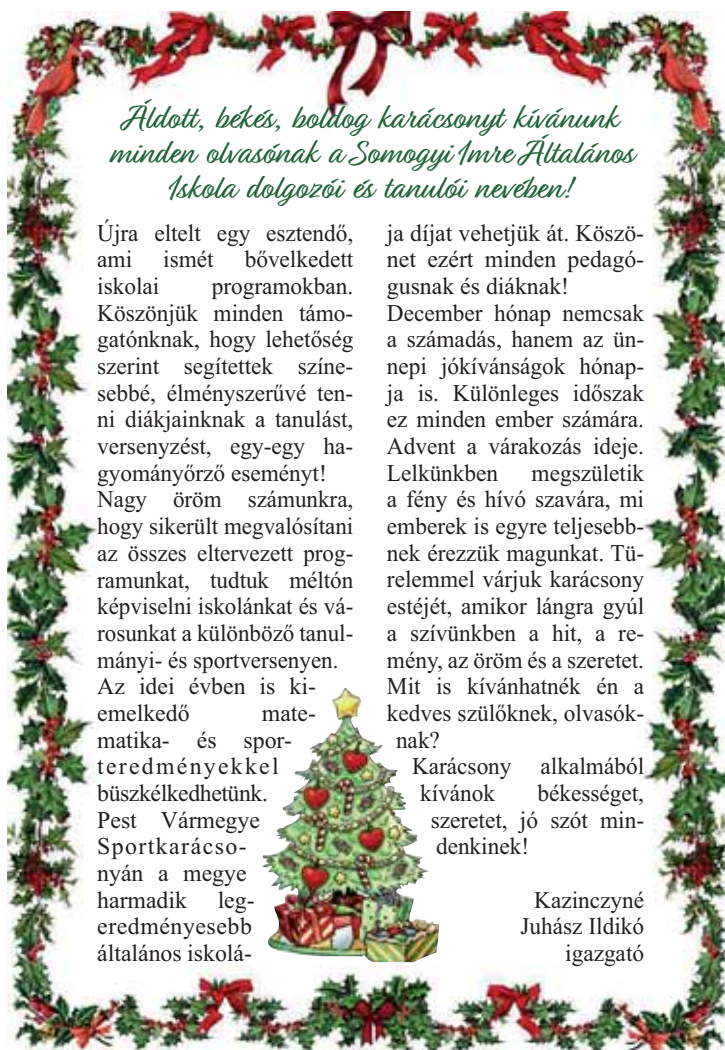 Áldott, békés, boldog karácsonyt kívánunk
minden olvasónak a Somogyi Imre Általános
Iskola dolgozói és tanulói nevében!
Újra eltelt egy esztendő,
ami ismét bővelkedett
iskolai programokban.
Köszönjük minden támo-
gatónknak, hogy lehetőség
szerint segítettek színe-
sebbé, élményszerűvé ten-
ni diákjainknak a tanulást,
versenyzést, egy-egy ha-
gyományőrző eseményt!
Nagy öröm számunkra,
hogy sikerült megvalósítani
az összes eltervezett prog-
ramunkat, tudtuk méltón
képviselni iskolánkat és vá-
rosunkat a különböző tanul-
mányi- és sportversenyen.
Az idei évben is ki-
emelkedő mate-
matika- és spor-
teredményekkel
büszkélkedhetünk.
Pest Vármegye
Sportkarácso-
nyán a megye
harmadik leg-
eredményesebb
általános iskolá-
ja díjat vehetjük át. Köszö-
net ezért minden pedagó-
gusnak és diáknak!
December hónap nemcsak
a számadás, hanem az ün-
nepi jókívánságok hónap-
ja is. Különleges időszak
ez minden ember számára.
Advent a várakozás ideje.
Lelkünkben megszületik
a fény és hívó szavára, mi
emberek is egyre teljesebb-
nek érezzük magunkat. Tü-
relemmel várjuk karácsony
estéjét, amikor lángra gyúl
a szívünkben a hit, a re-
mény, az öröm és a szeretet.
Mit is kívánhatnék én a
kedves szülőknek, olvasók-
nak?
Karácsony alkalmából
kívánok békességet,
szeretet, jó szót min-
denkinek!
Kazinczyné
Juhász Ildikó
igazgató